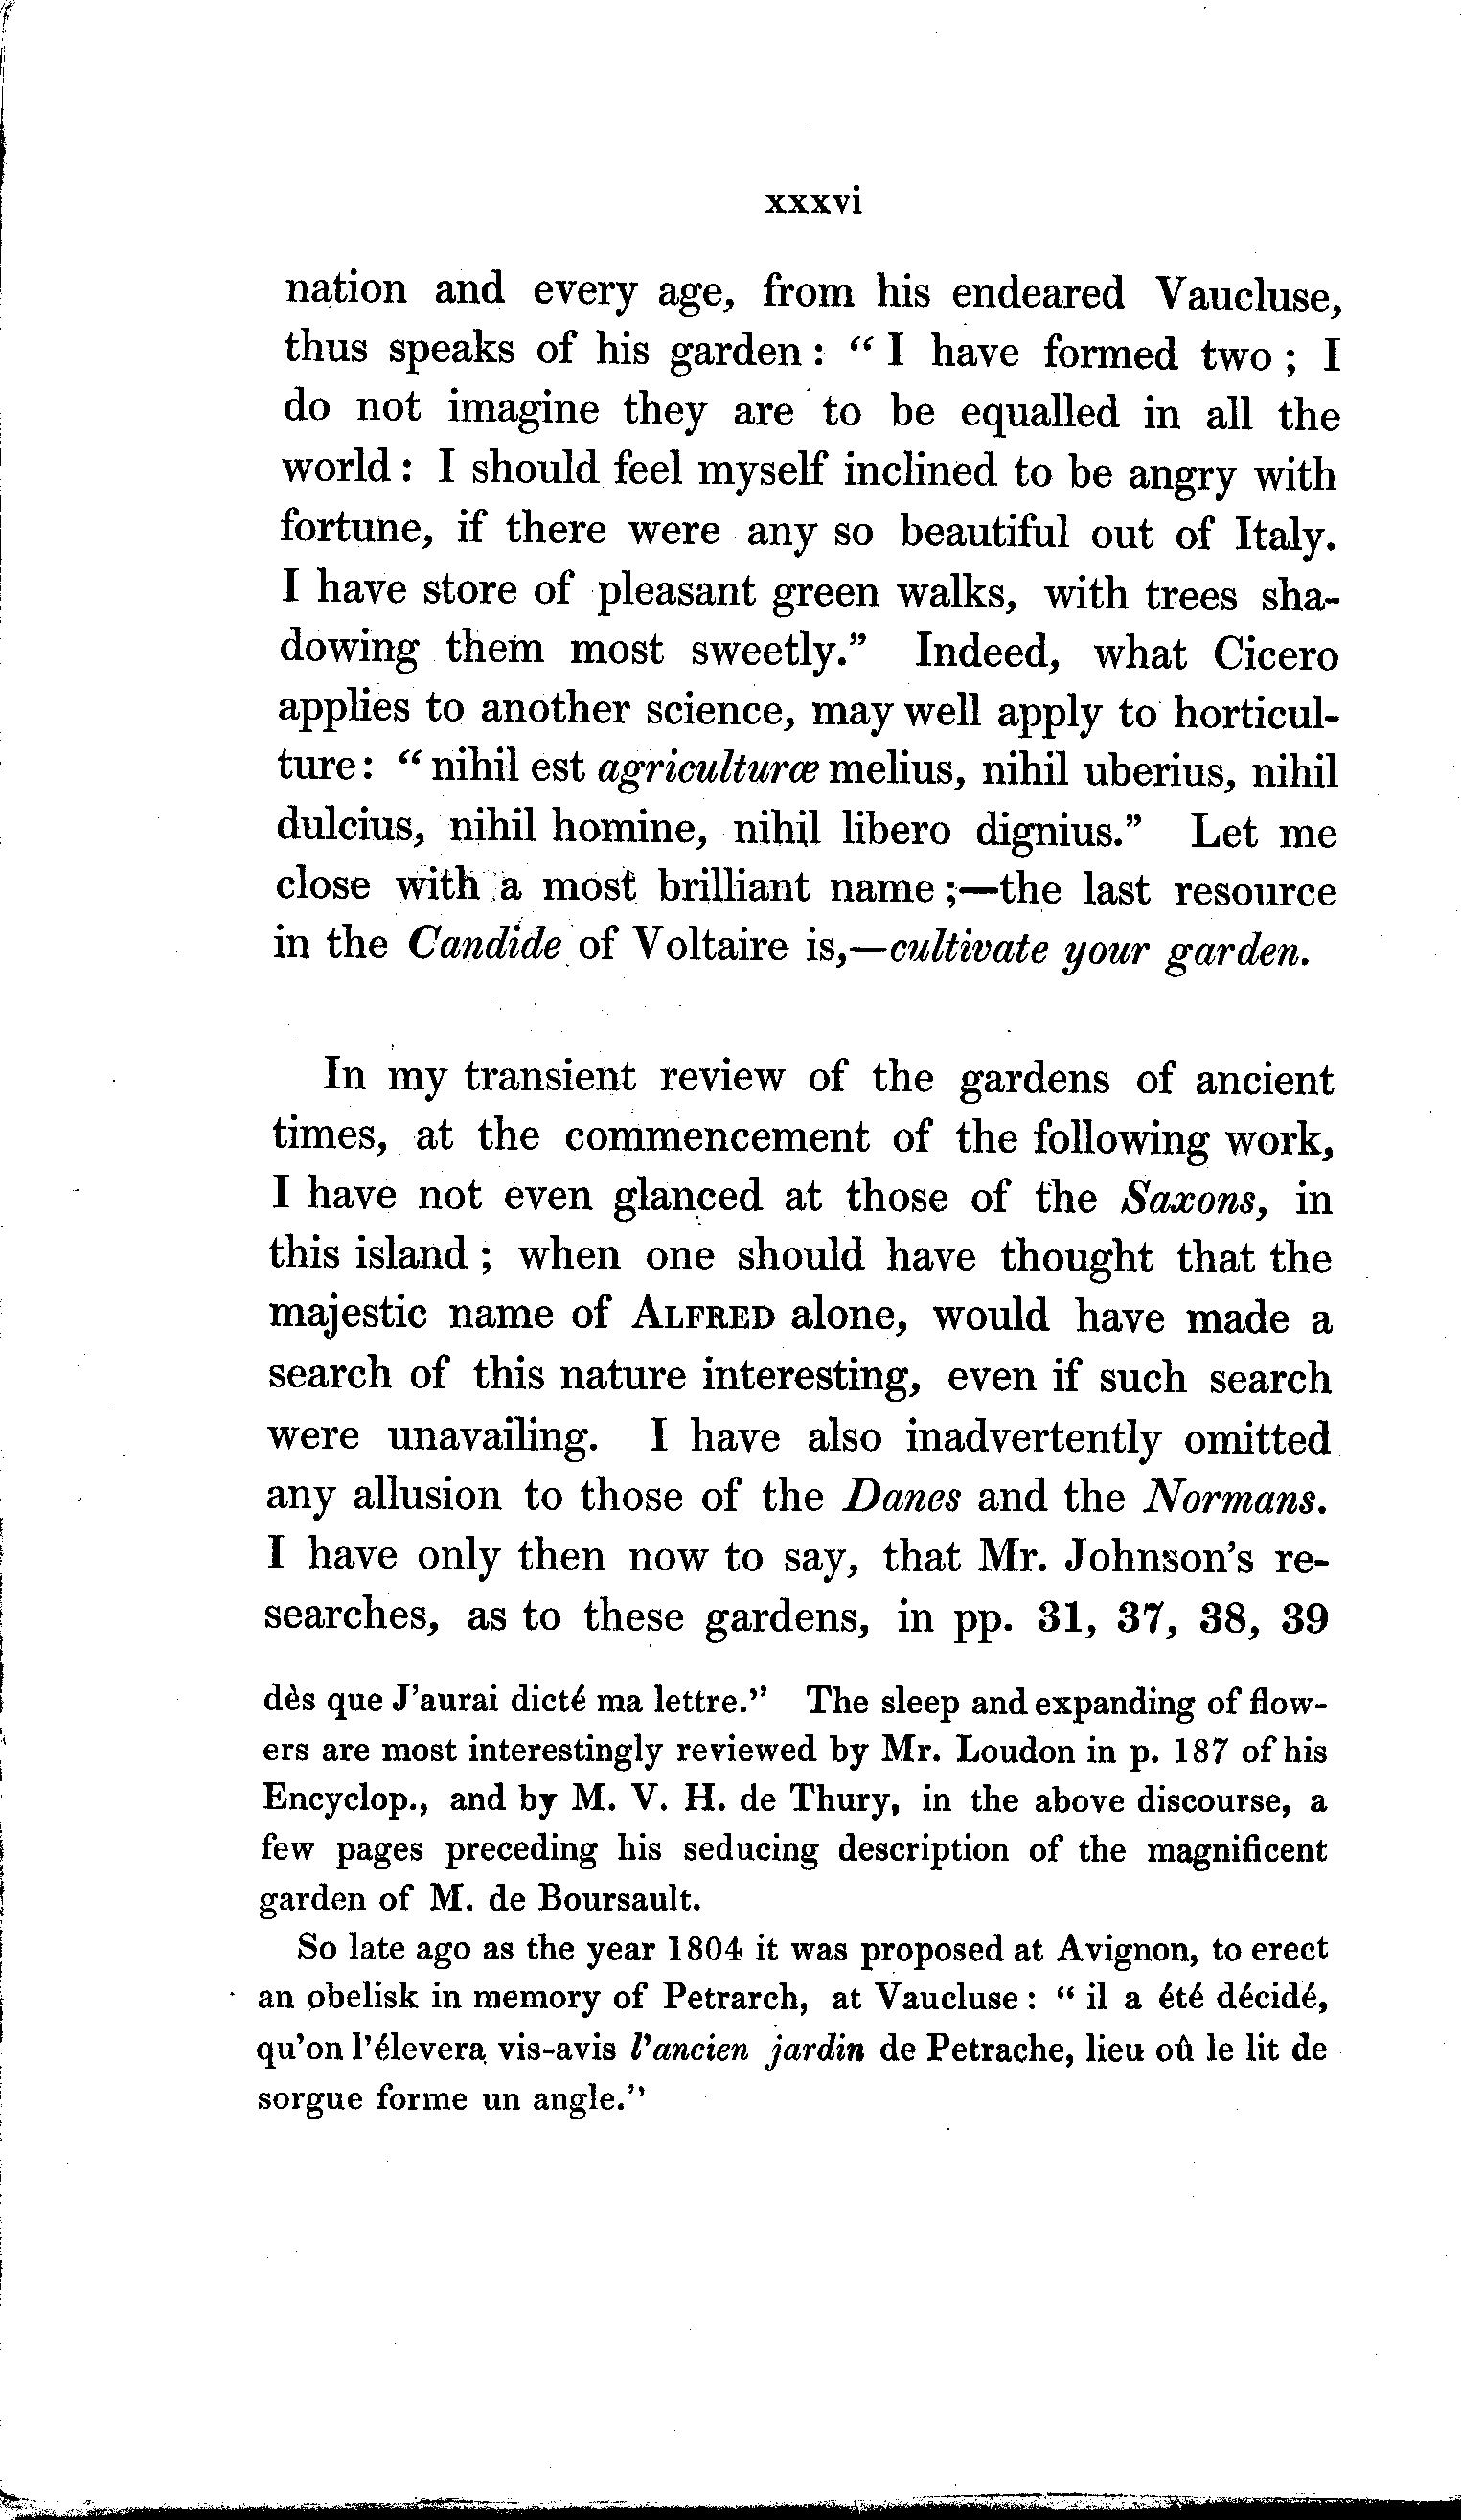 xxxvi
nation and every age, from his endeared Vaucluse,
thus speaks of his garden: “I have formed two; I
do not imagine they are to be equalled in all the
world: I should feel myself inclined to be angry with
fortune, if there were any so beautiful out of Italy.
I have store of pleasant green walks, with trees sha-
dowing them most sweetly.” Indeed, what Cicero
applies to another science, may well apply to horticul-
ture: “nihil est agriculturæ melius, nihil uberius, nihil
dulcius, nihil homine, nihil libero dignius.” Let me
close with a most brilliant name;—the last resource
in the Candide of Voltaire is,—cultivate your garden.
In my transient review of the gardens of ancient
times, at the commencement of the following work,
I have not even glanced at those of the Saxons, in
this island; when one should have thought that the
majestic name of ALFRED alone, would have made a
search of this nature interesting, even if such search
were unavailing. I have also inadvertently omitted
any allusion to those of the Danes and the Normans.
I have only then now to say, that Mr. Johnson's re-
searches, as to these gardens, in pp. 31, 37, 38, 39
dès que J'aurai dicté ma lettre.” The sleep and expanding of flow-
ers are most interestingly reviewed by Mr. Loudon in p. 187 of his
Encyclop., and by M. V. H. de Thury, in the above discourse, a
few pages preceding his seducing description of the magnificent
garden of M. de Boursault.
So late ago as the year 1804 it was proposed at Avignon, to erect
an obelisk in memory of Petrarch, at Vaucluse: “il a été décidé,
qu'on l'élevera vis-avis l'ancien jardin de Petrache, lieu oû le lit de
sorgue forme un angle.”